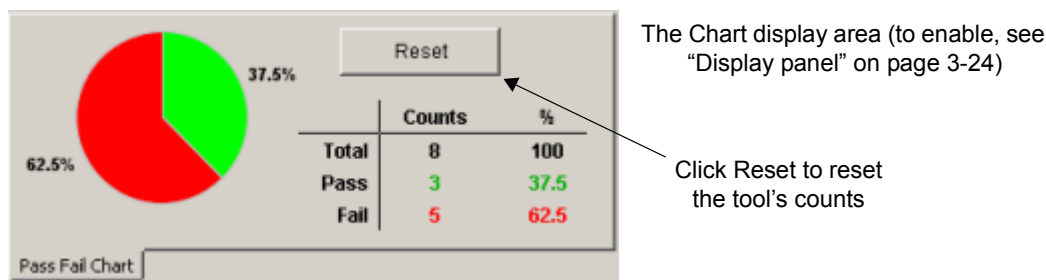 37.5%
62.5%
Reset
Counts %
Total 8 100
Pass 3 37.5
Fail 5 62.5
Pass Fail Chart
The Chart display area (to enable, see
“Display panel” on page 3-24)
Click Reset to reset
the tool’s counts